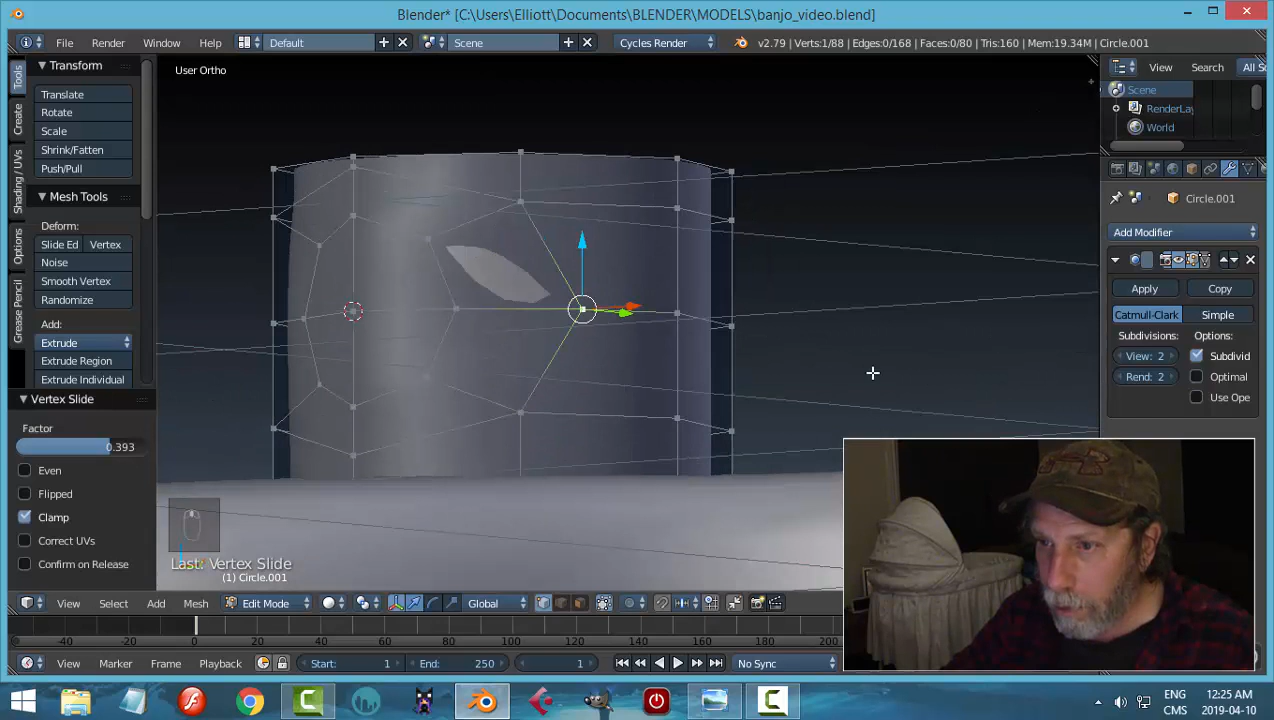 Blender* [C:\Users\Elliott\Documents\BLENDER\MODELS\banjo_video.blend]
File Render Window Help Default Scene Cycles Render v2.79 | Verts:1/88 | Edges:0/168 | Faces:0/80 | Tris:160 | Mem:19.34M | Circle.001
Tools
Create
Shading / UVs
Options
Grease Pencil
Transform
Translate
Rotate
Scale
Shrink/Fatten
Push/Pull
Mesh Tools
Deform:
Slide Ed Vertex
Noise
Smooth Vertex
Randomize
Add:
Extrude
Extrude Region
Extrude Individual
Vertex Slide
Factor
0.393
Even
Flipped
Clamp
Correct UVs
Confirm on Release
User Ortho
Last: Vertex Slide
(1) Circle.001
View Search All Sc
Scene
RenderLay
World
Circle.001
Add Modifier
Apply Copy
Catmull-Clark Simple
Subdivisions: Options:
View: 2 Subdivid
Rend: 2 Optimal
Use Ope
View Select Add Mesh Edit Mode Global
-40 -20 0 20 40 60 80 100 120 140 160 180 200
View Marker Frame Playback Start: 1 End: 250 1 No Sync
ENG 12:25 AM
CMS 2019-04-10